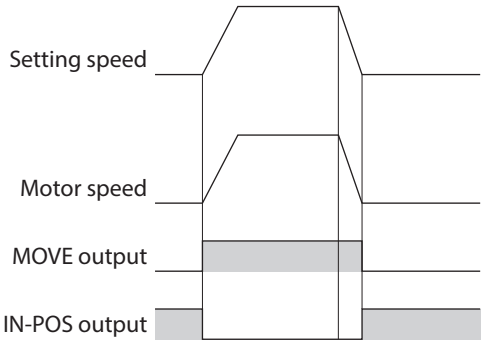 Setting speed
Motor speed
MOVE output
IN-POS output